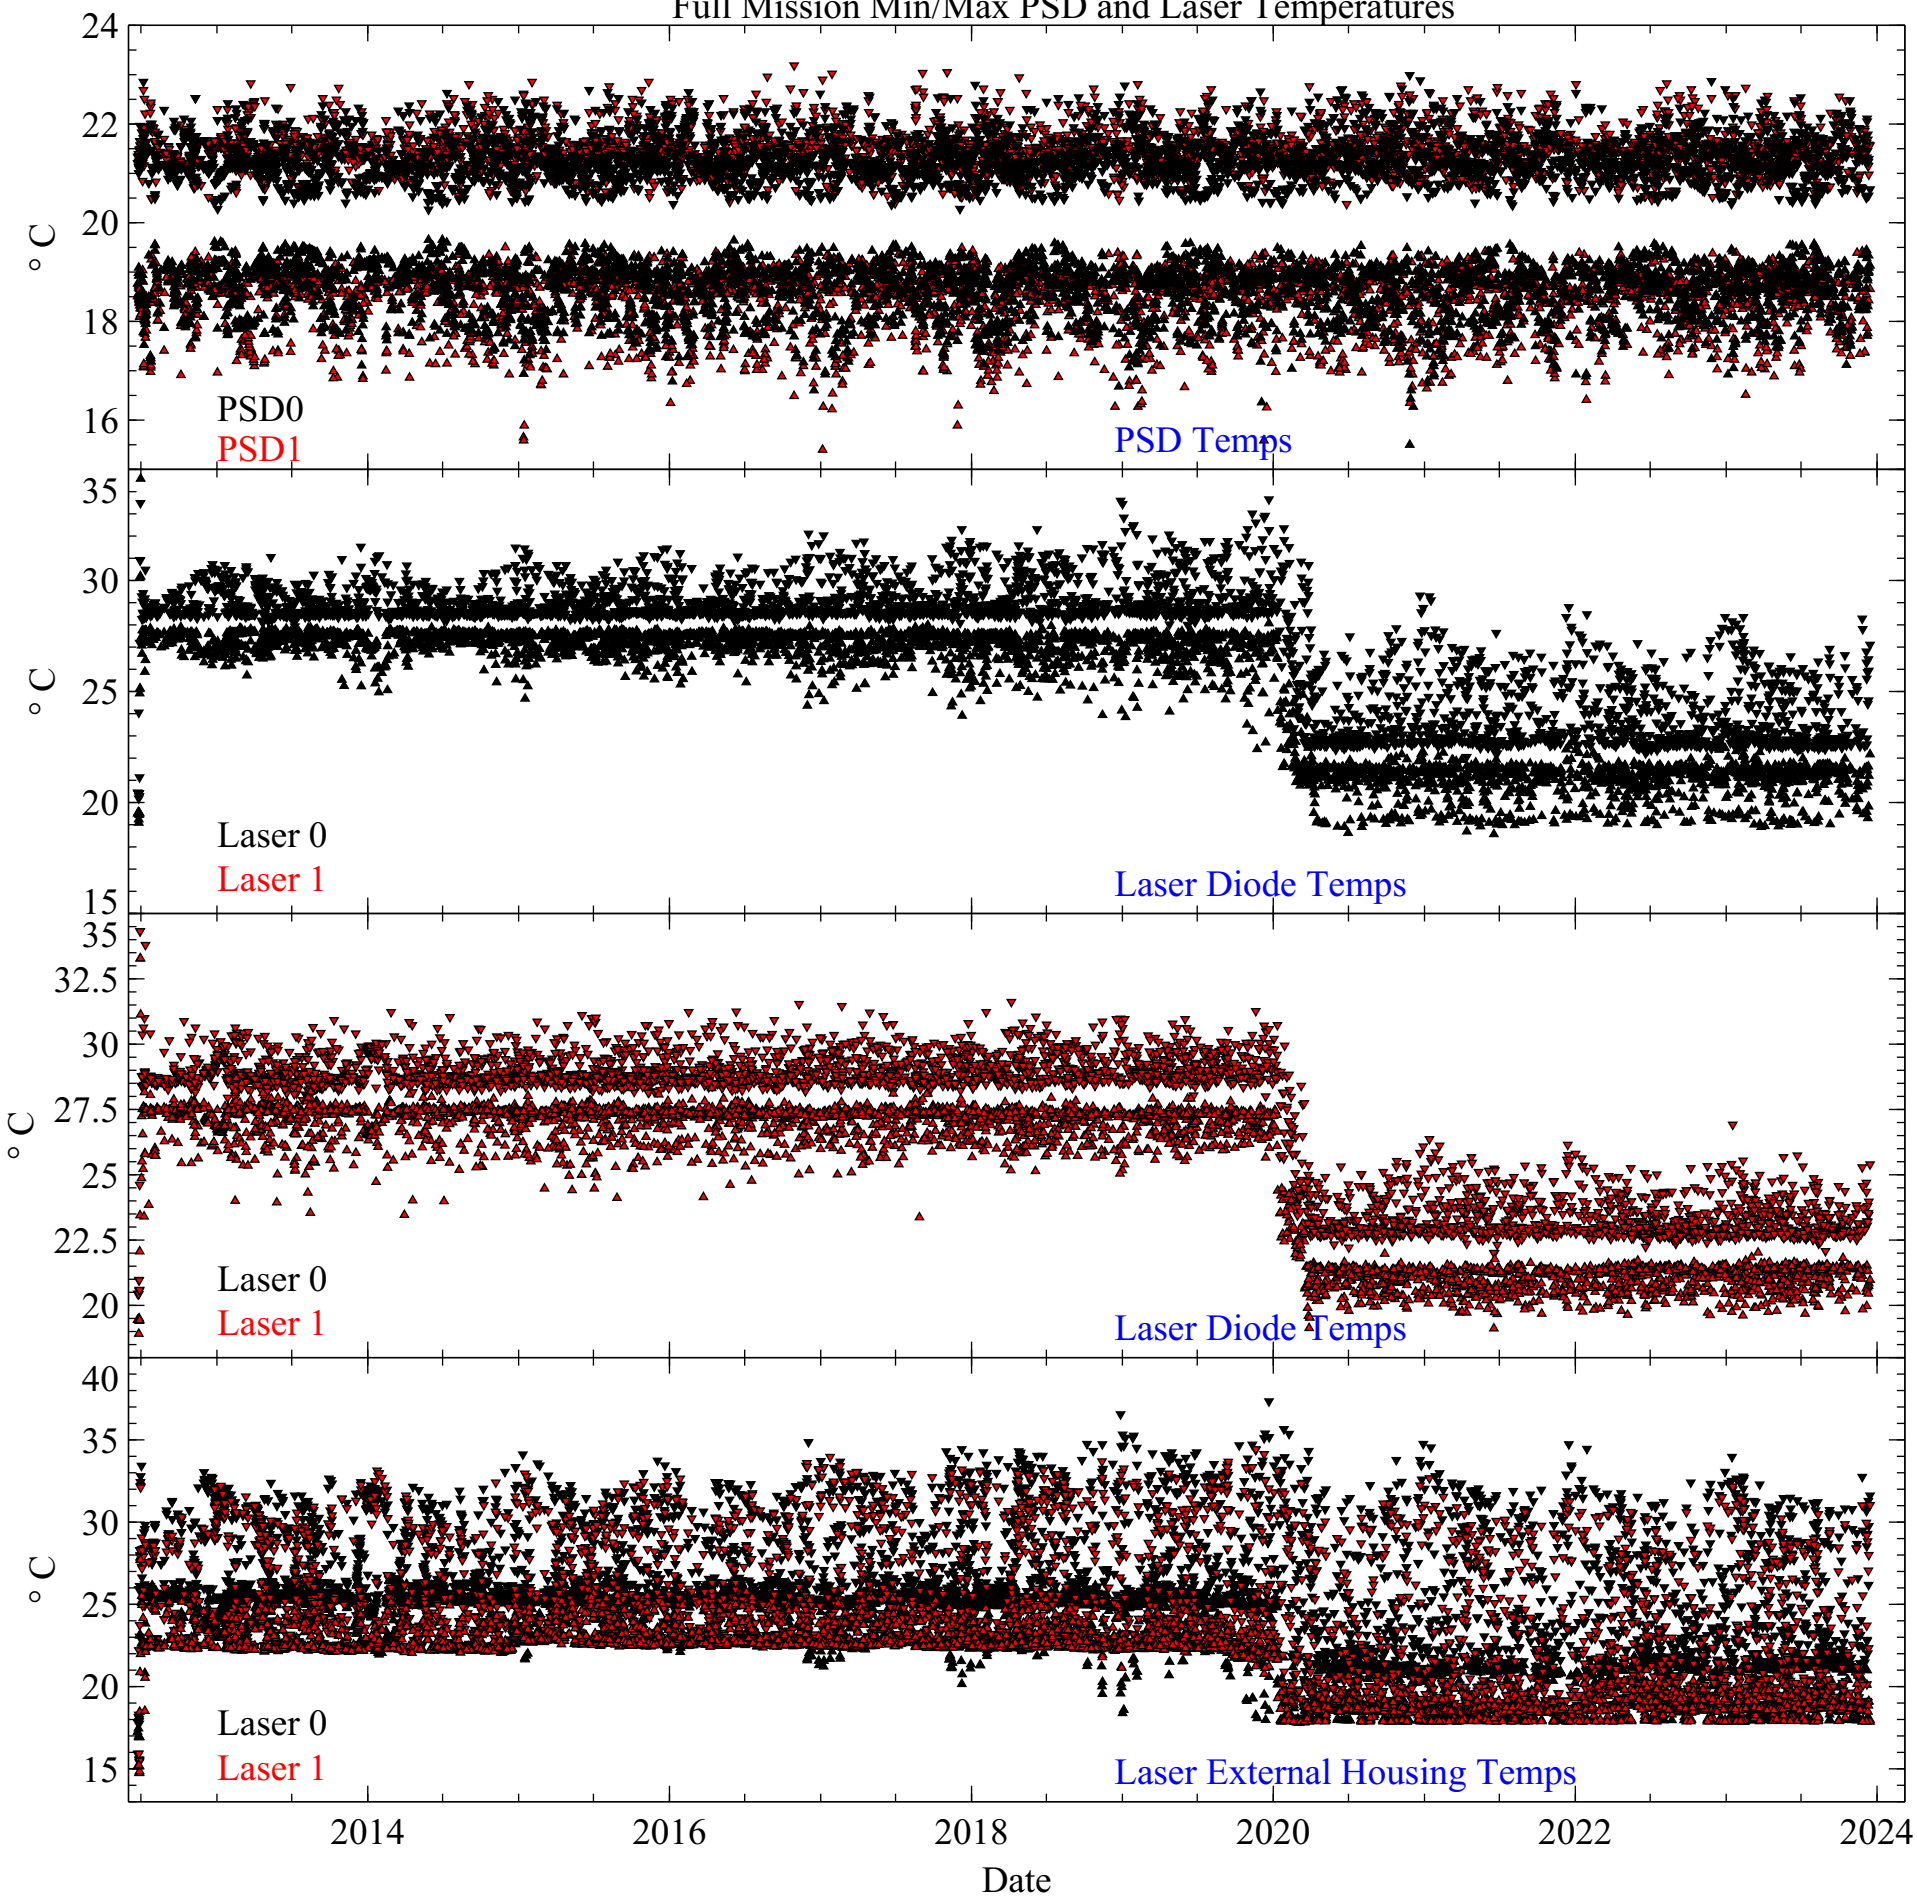 Full Mission Min/Max PSD and Laser Temperatures
24
22
20
18
16
° C
PSD0
PSD1
PSD Temps
35
30
25
20
15
° C
Laser 0
Laser 1
Laser Diode Temps
35
32.5
30
27.5
25
22.5
20
° C
Laser 0
Laser 1
Laser Diode Temps
40
35
30
25
20
15
° C
Laser 0
Laser 1
Laser External Housing Temps
2014 2016 2018 2020 2022 2024
Date